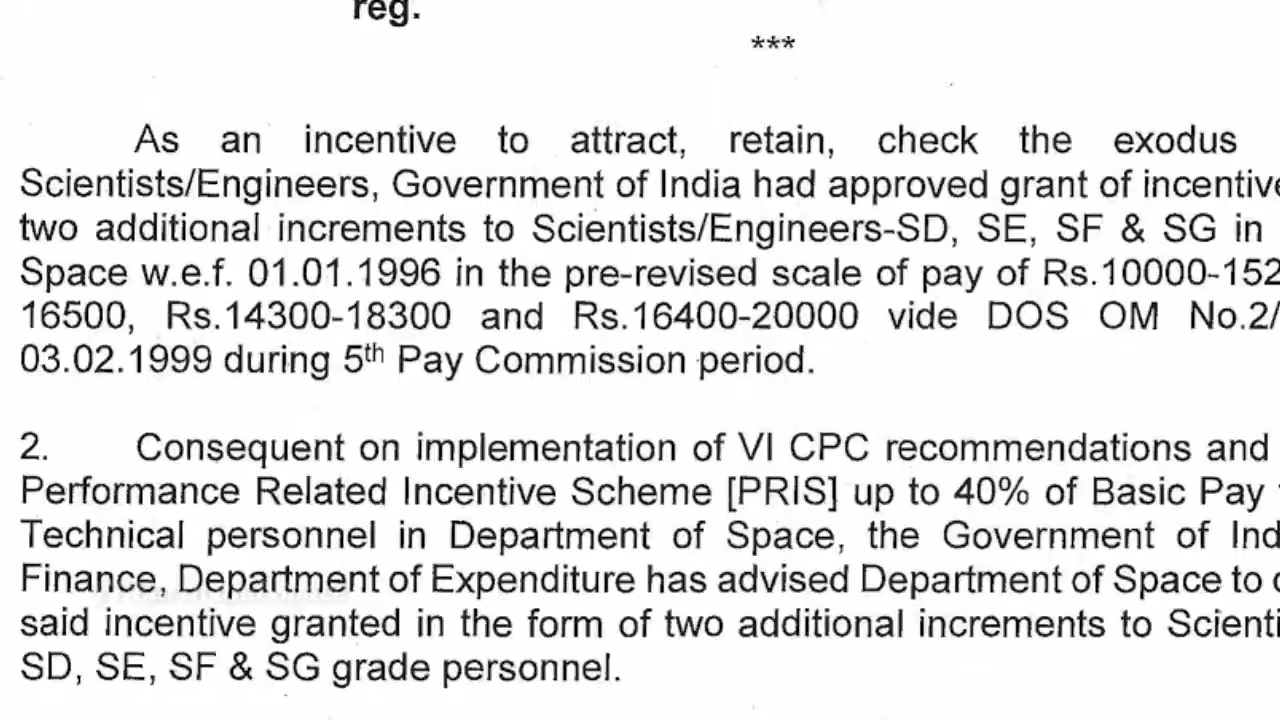 reg.
***
As an incentive to attract, retain, check the exodus
Scientists/Engineers, Government of India had approved grant of incentive
two additional increments to Scientists/Engineers-SD, SE, SF & SG in
Space w.e.f. 01.01.1996 in the pre-revised scale of pay of Rs.10000-152
16500, Rs.14300-18300 and Rs.16400-20000 vide DOS OM No.2/
03.02.1999 during 5th Pay Commission period.
2. Consequent on implementation of VI CPC recommendations and
Performance Related Incentive Scheme [PRIS] up to 40% of Basic Pay
Technical personnel in Department of Space, the Government of Ind
Finance, Department of Expenditure has advised Department of Space to
said incentive granted in the form of two additional increments to Scienti
SD, SE, SF & SG grade personnel.